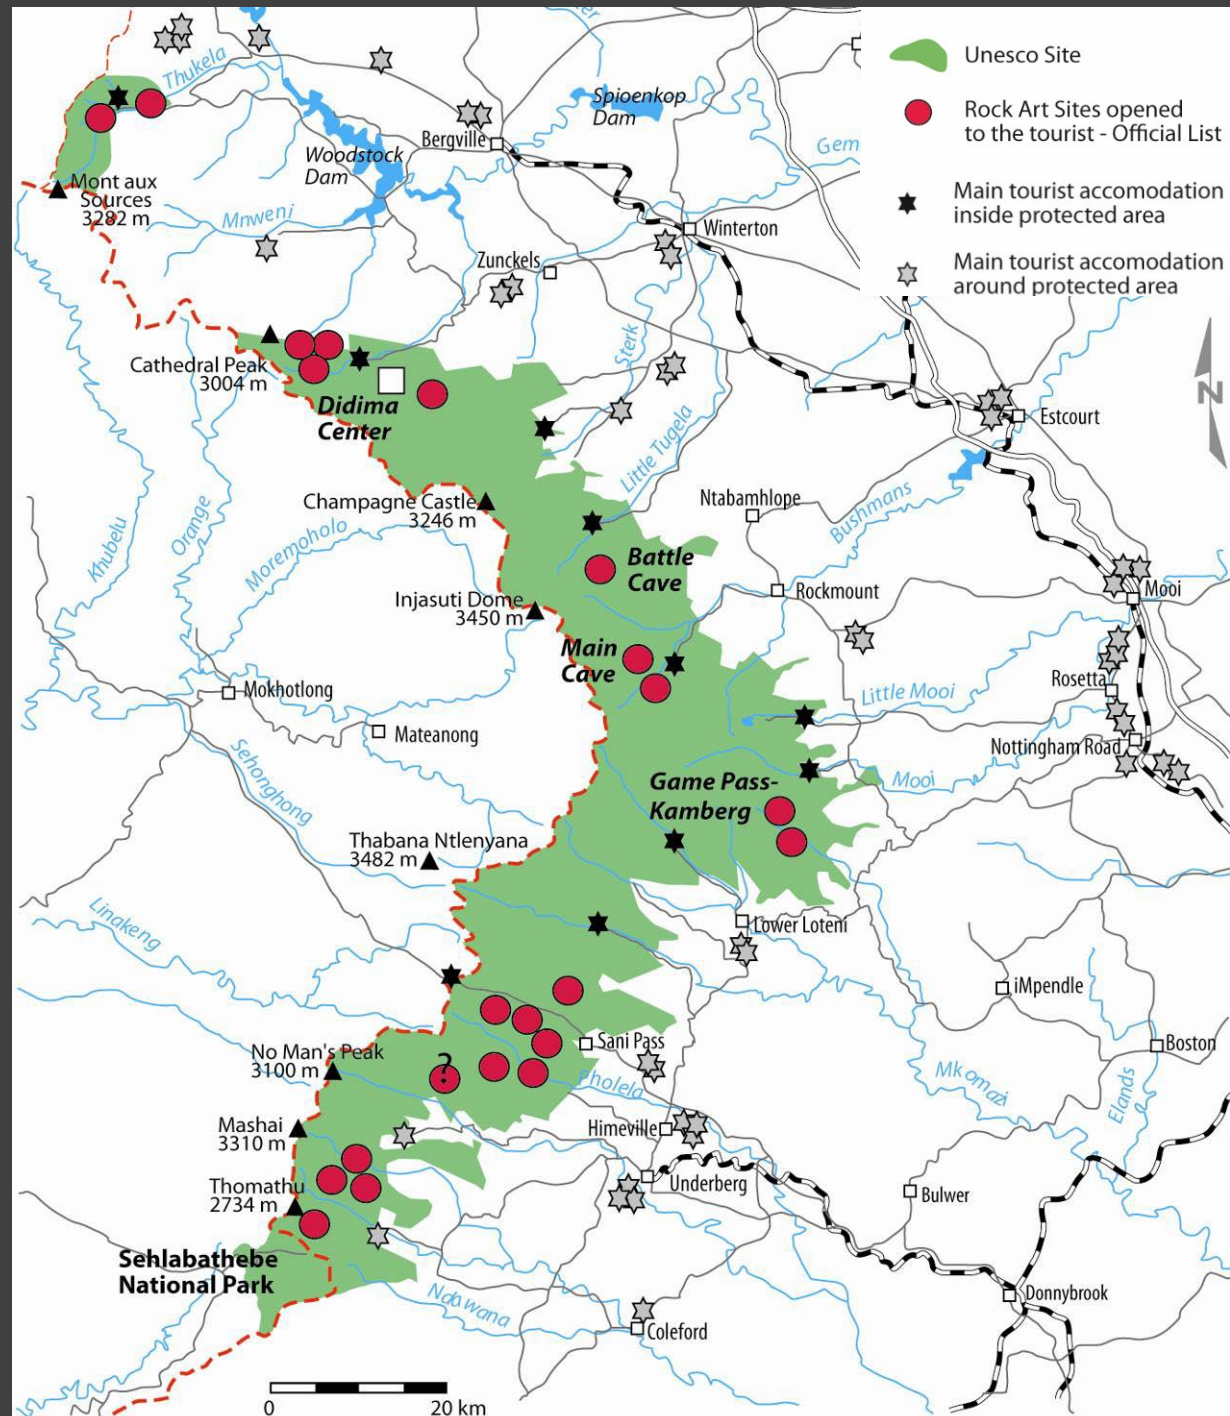 Unesco Site
Rock Art Sites opened
to the tourist - Official List
Main tourist accomodation
inside protected area
Main tourist accomodation
around protected area
N
Thukela
Spioenkop
Dam
Bergville
Woodstock
Dam
Gem
Mont aux
Sources
3282 m
Mnweni
Winterton
Zunckels
Sterk
Cathedral Peak
3004 m
Didima
Center
Estcourt
Little Tugela
Champagne Castle
3246 m
Ntabamhlope
Bushmans
Khubelu
Orange
Moremoholo
Battle
Cave
Injasuti Dome
3450 m
Rockmount
Mooi
Main
Cave
Mokhotlong
Rosetta
Little Mooi
Mateanong
Nottingham Road
Sehonghong
Game Pass-
Kamberg
Mooi
Thabana Ntlenyana
3482 m
Linakeng
Lower Loteni
iMpendle
Sani Pass
Boston
No Man's Peak
3100 m
?
Pholela
Mkomazi
Elands
Mashai
3310 m
Himeville
Underberg
Bulwer
Thomathu
2734 m
Sehlabathebe
National Park
Ndawana
Donnybrook
Coleford
0
20 km